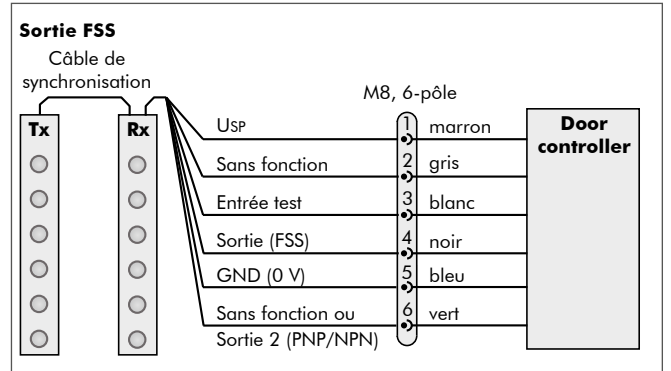 Sortie FSS
Câble de
synchronisation
M8, 6-pôle
Tx
Rx
USP
1
marron
Door
controller
Sans fonction
2
gris
Entrée test
3
blanc
Sortie (FSS)
4
noir
GND (0 V)
5
bleu
Sans fonction ou
Sortie 2 (PNP/NPN)
6
vert